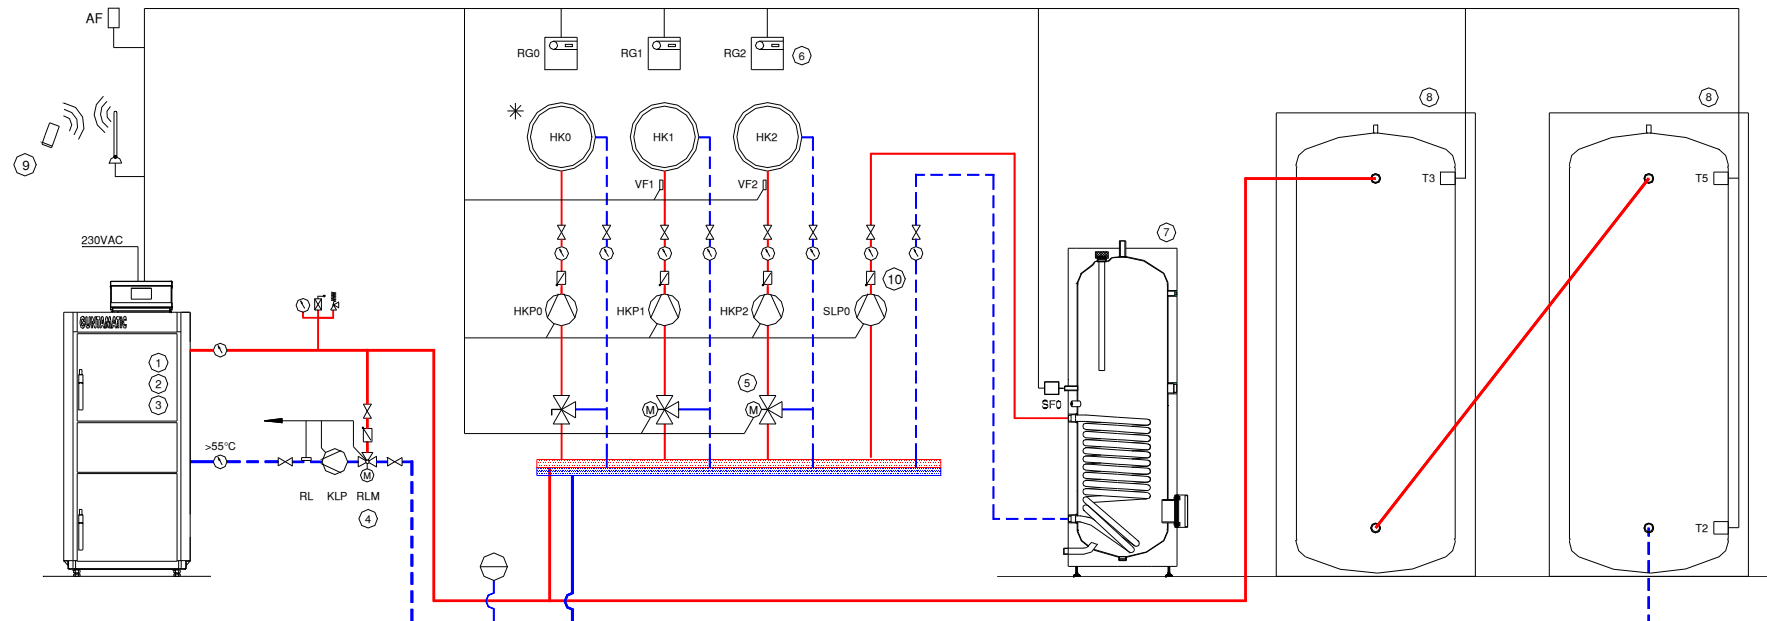 AF
RG0
RG1
RG2
6
8
8
HK0
HK1
HK2
9
VF1
VF2
T3
T5
7
230VAC
10
HKP0
HKP1
HKP2
SLP0
GUNTAMATIC
1
2
3
5
M
M
SF0
>55°C
M
RL
KLP
RLM
4
T2